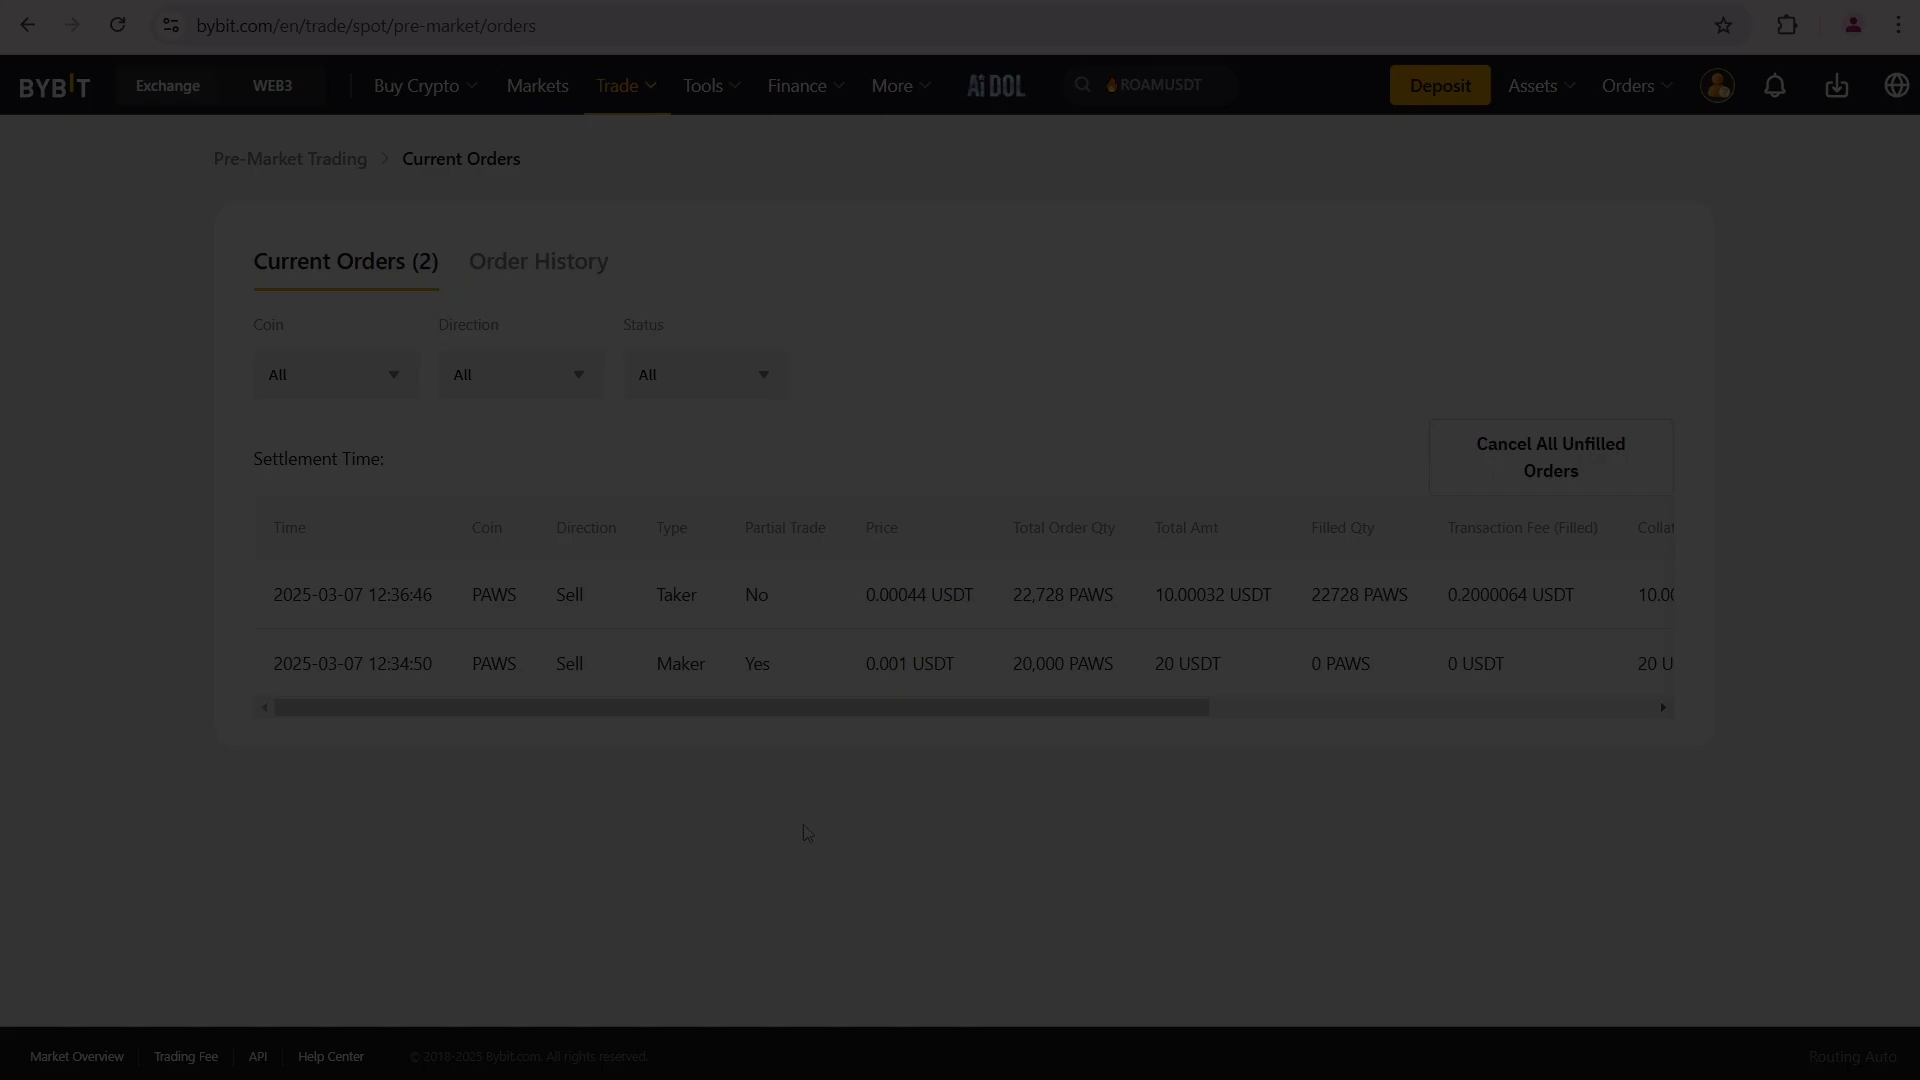 bybit.com/en/trade/spot/pre-market/orders
BYBIT Exchange WEB3 Buy Crypto Markets Trade Tools Finance More AiDOL ROAMUSDT Deposit Assets Orders
Pre-Market Trading > Current Orders
Current Orders (2) Order History
Coin Direction Status
All All All
Cancel All Unfilled
Orders
Settlement Time:
Time Coin Direction Type Partial Trade Price Total Order Qty Total Amt Filled Qty Transaction Fee (Filled) Collat
2025-03-07 12:36:46 PAWS Sell Taker No 0.00044 USDT 22,728 PAWS 10.00032 USDT 22728 PAWS 0.2000064 USDT 10.00
2025-03-07 12:34:50 PAWS Sell Maker Yes 0.001 USDT 20,000 PAWS 20 USDT 0 PAWS 0 USDT 20 U
Market Overview Trading Fee API Help Center © 2018-2025 Bybit.com. All rights reserved. Routing Auto